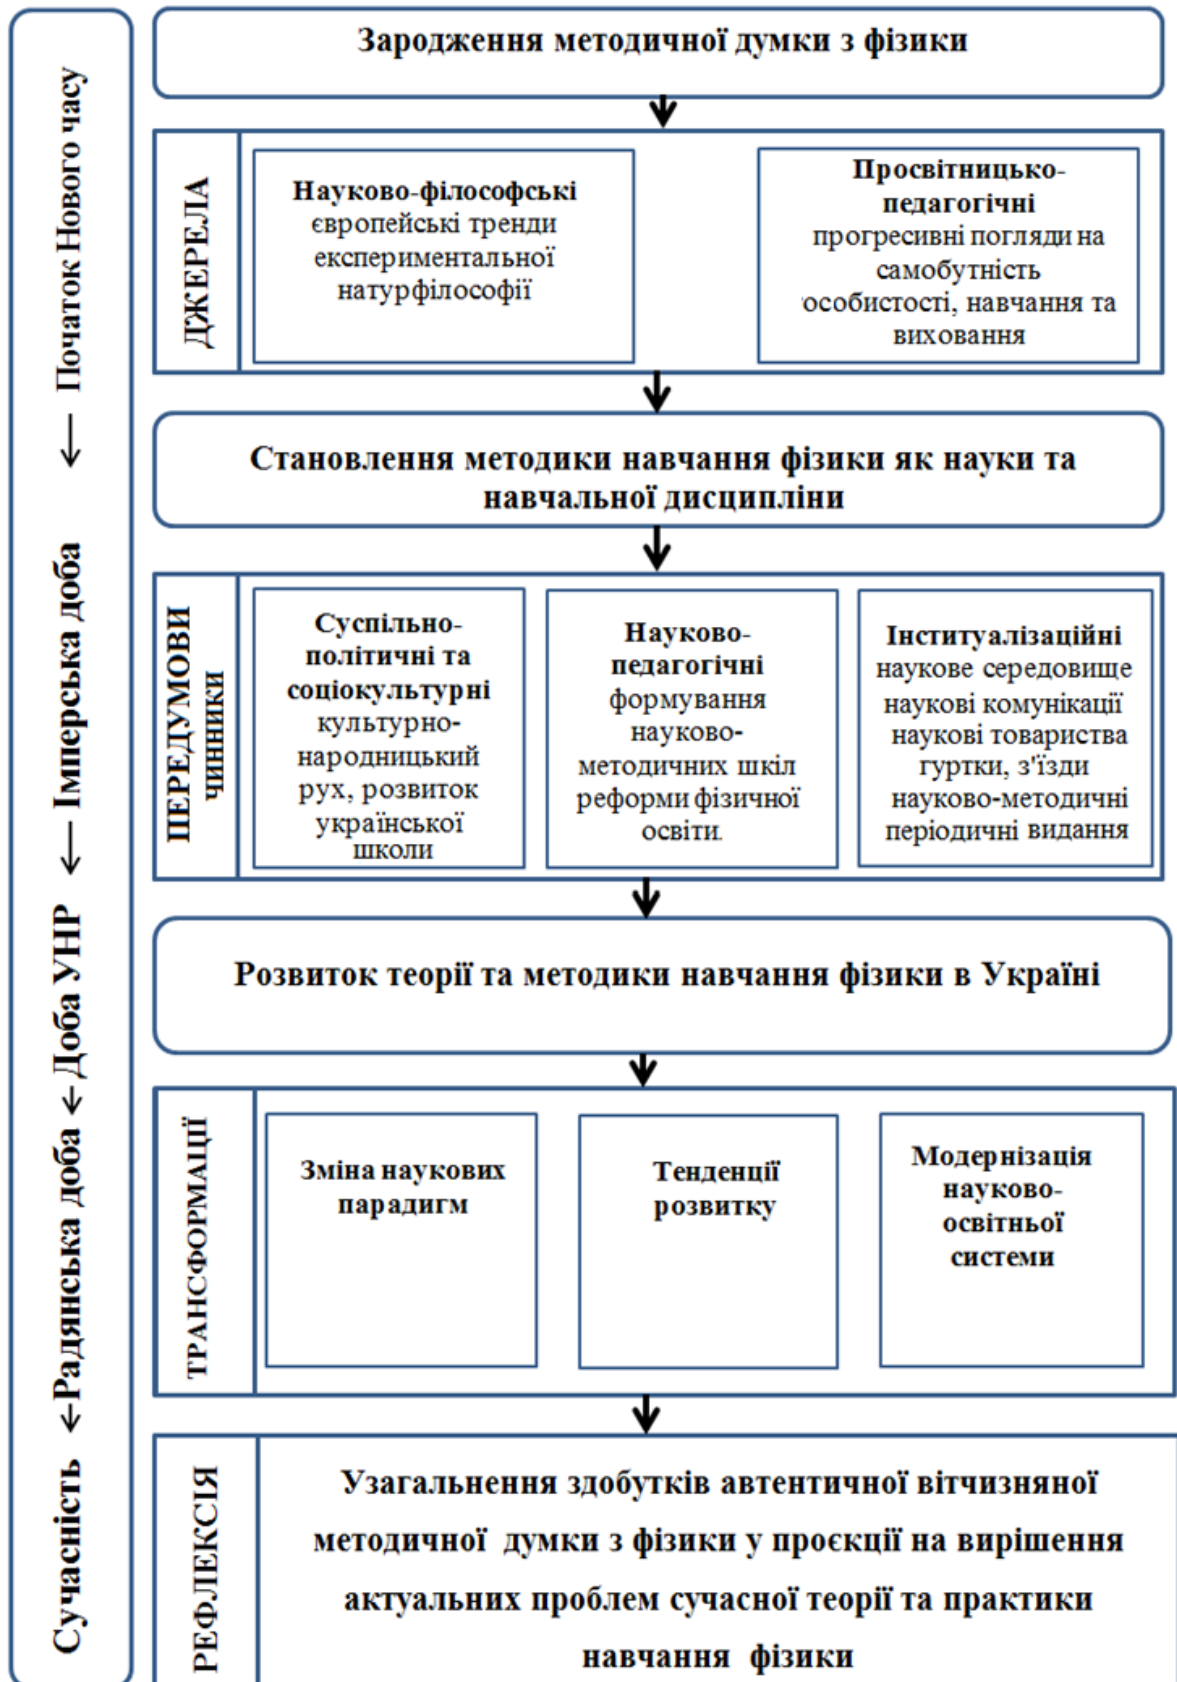 Початок Нового часу
Імперська доба
Доба УНР
Радянська доба
Сучасність
Зародження методичної думки з фізики
ДЖЕРЕЛА
Науково-філософські
європейські тренди
експериментальної
натурфілософії
Просвітницько-
педагогічні
прогресивні погляди на
самобутність
особистості, навчання та
виховання
Становлення методики навчання фізики як науки та
навчальної дисципліни
ПЕРЕДУМОВИ
чинники
Суспільно-
політичні та
соціокультурні
культурно-
народницький
рух, розвиток
української
школи
Науково-
педагогічні
формування
науково-
методичних шкіл
реформи фізичної
освіти.
Інституалізаційні
наукове середовище
наукові комунікації
наукові товариства
гуртки, з'їзди
науково-методичні
періодичні видання
Розвиток теорії та методики навчання фізики в Україні
ТРАНСФОРМАЦІЇ
Зміна наукових
парадигм
Тенденції
розвитку
Модернізація
науково-
освітньої
системи
РЕФЛЕКСІЯ
Узагальнення здобутків автентичної вітчизняної
методичної думки з фізики у проєкції на вирішення
актуальних проблем сучасної теорії та практики
навчання фізики